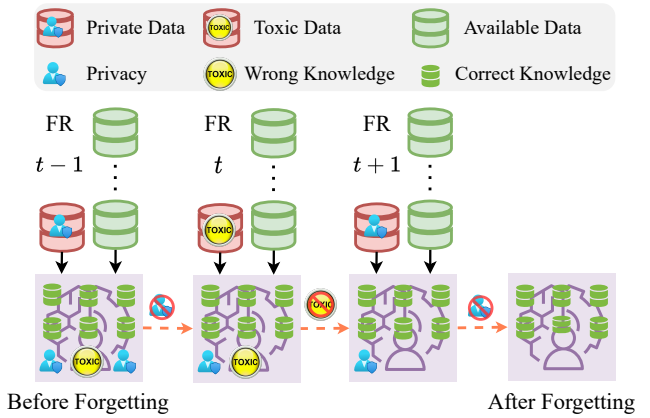 Private Data Toxic Data Available Data
Privacy Wrong Knowledge Correct Knowledge
TOXIC
TOXIC
FR FR FR
t − 1 t t + 1
TOXIC
TOXIC
TOXIC TOXIC
Before Forgetting After Forgetting